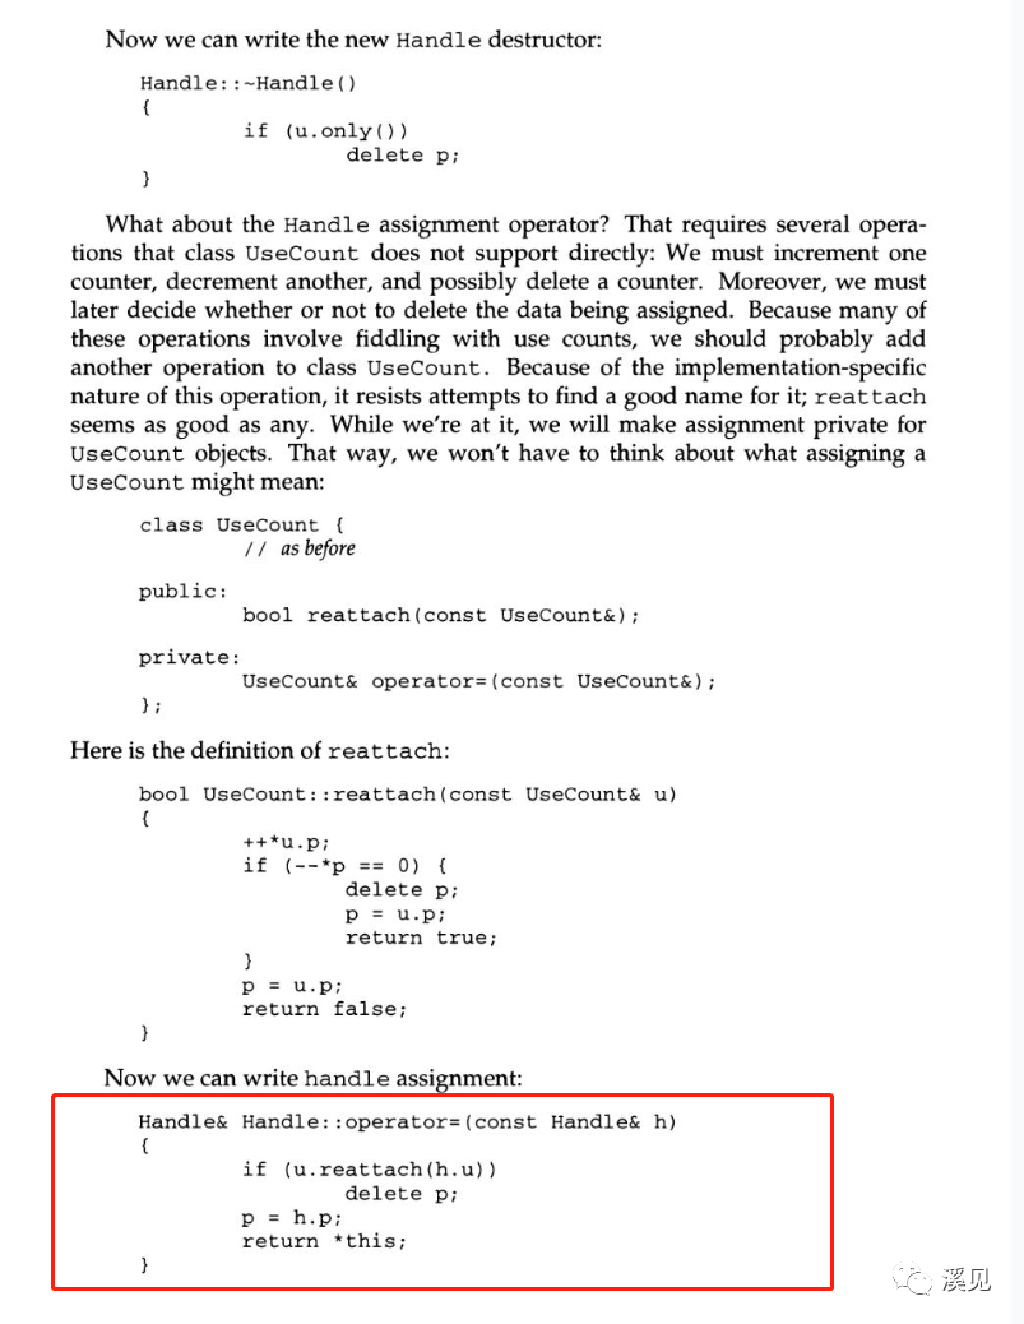 Now we can write the new Handle destructor:
Handle::~Handle()
{
if (u.only())
delete p;
}
What about the Handle assignment operator? That requires several opera-
tions that class UseCount does not support directly: We must increment one
counter, decrement another, and possibly delete a counter. Moreover, we must
later decide whether or not to delete the data being assigned. Because many of
these operations involve fiddling with use counts, we should probably add
another operation to class UseCount. Because of the implementation-specific
nature of this operation, it resists attempts to find a good name for it; reattach
seems as good as any. While we're at it, we will make assignment private for
UseCount objects. That way, we won't have to think about what assigning a
UseCount might mean:
class UseCount {
// as before
public:
bool reattach(const UseCount&);
private:
UseCount& operator=(const UseCount&);
};
Here is the definition of reattach:
bool UseCount::reattach(const UseCount& u)
{
++*u.p;
if (--*p == 0) {
delete p;
p = u.p;
return true;
}
p = u.p;
return false;
}
Now we can write handle assignment:
Handle& Handle::operator=(const Handle& h)
{
if (u.reattach(h.u))
delete p;
p = h.p;
return *this;
}
溪见